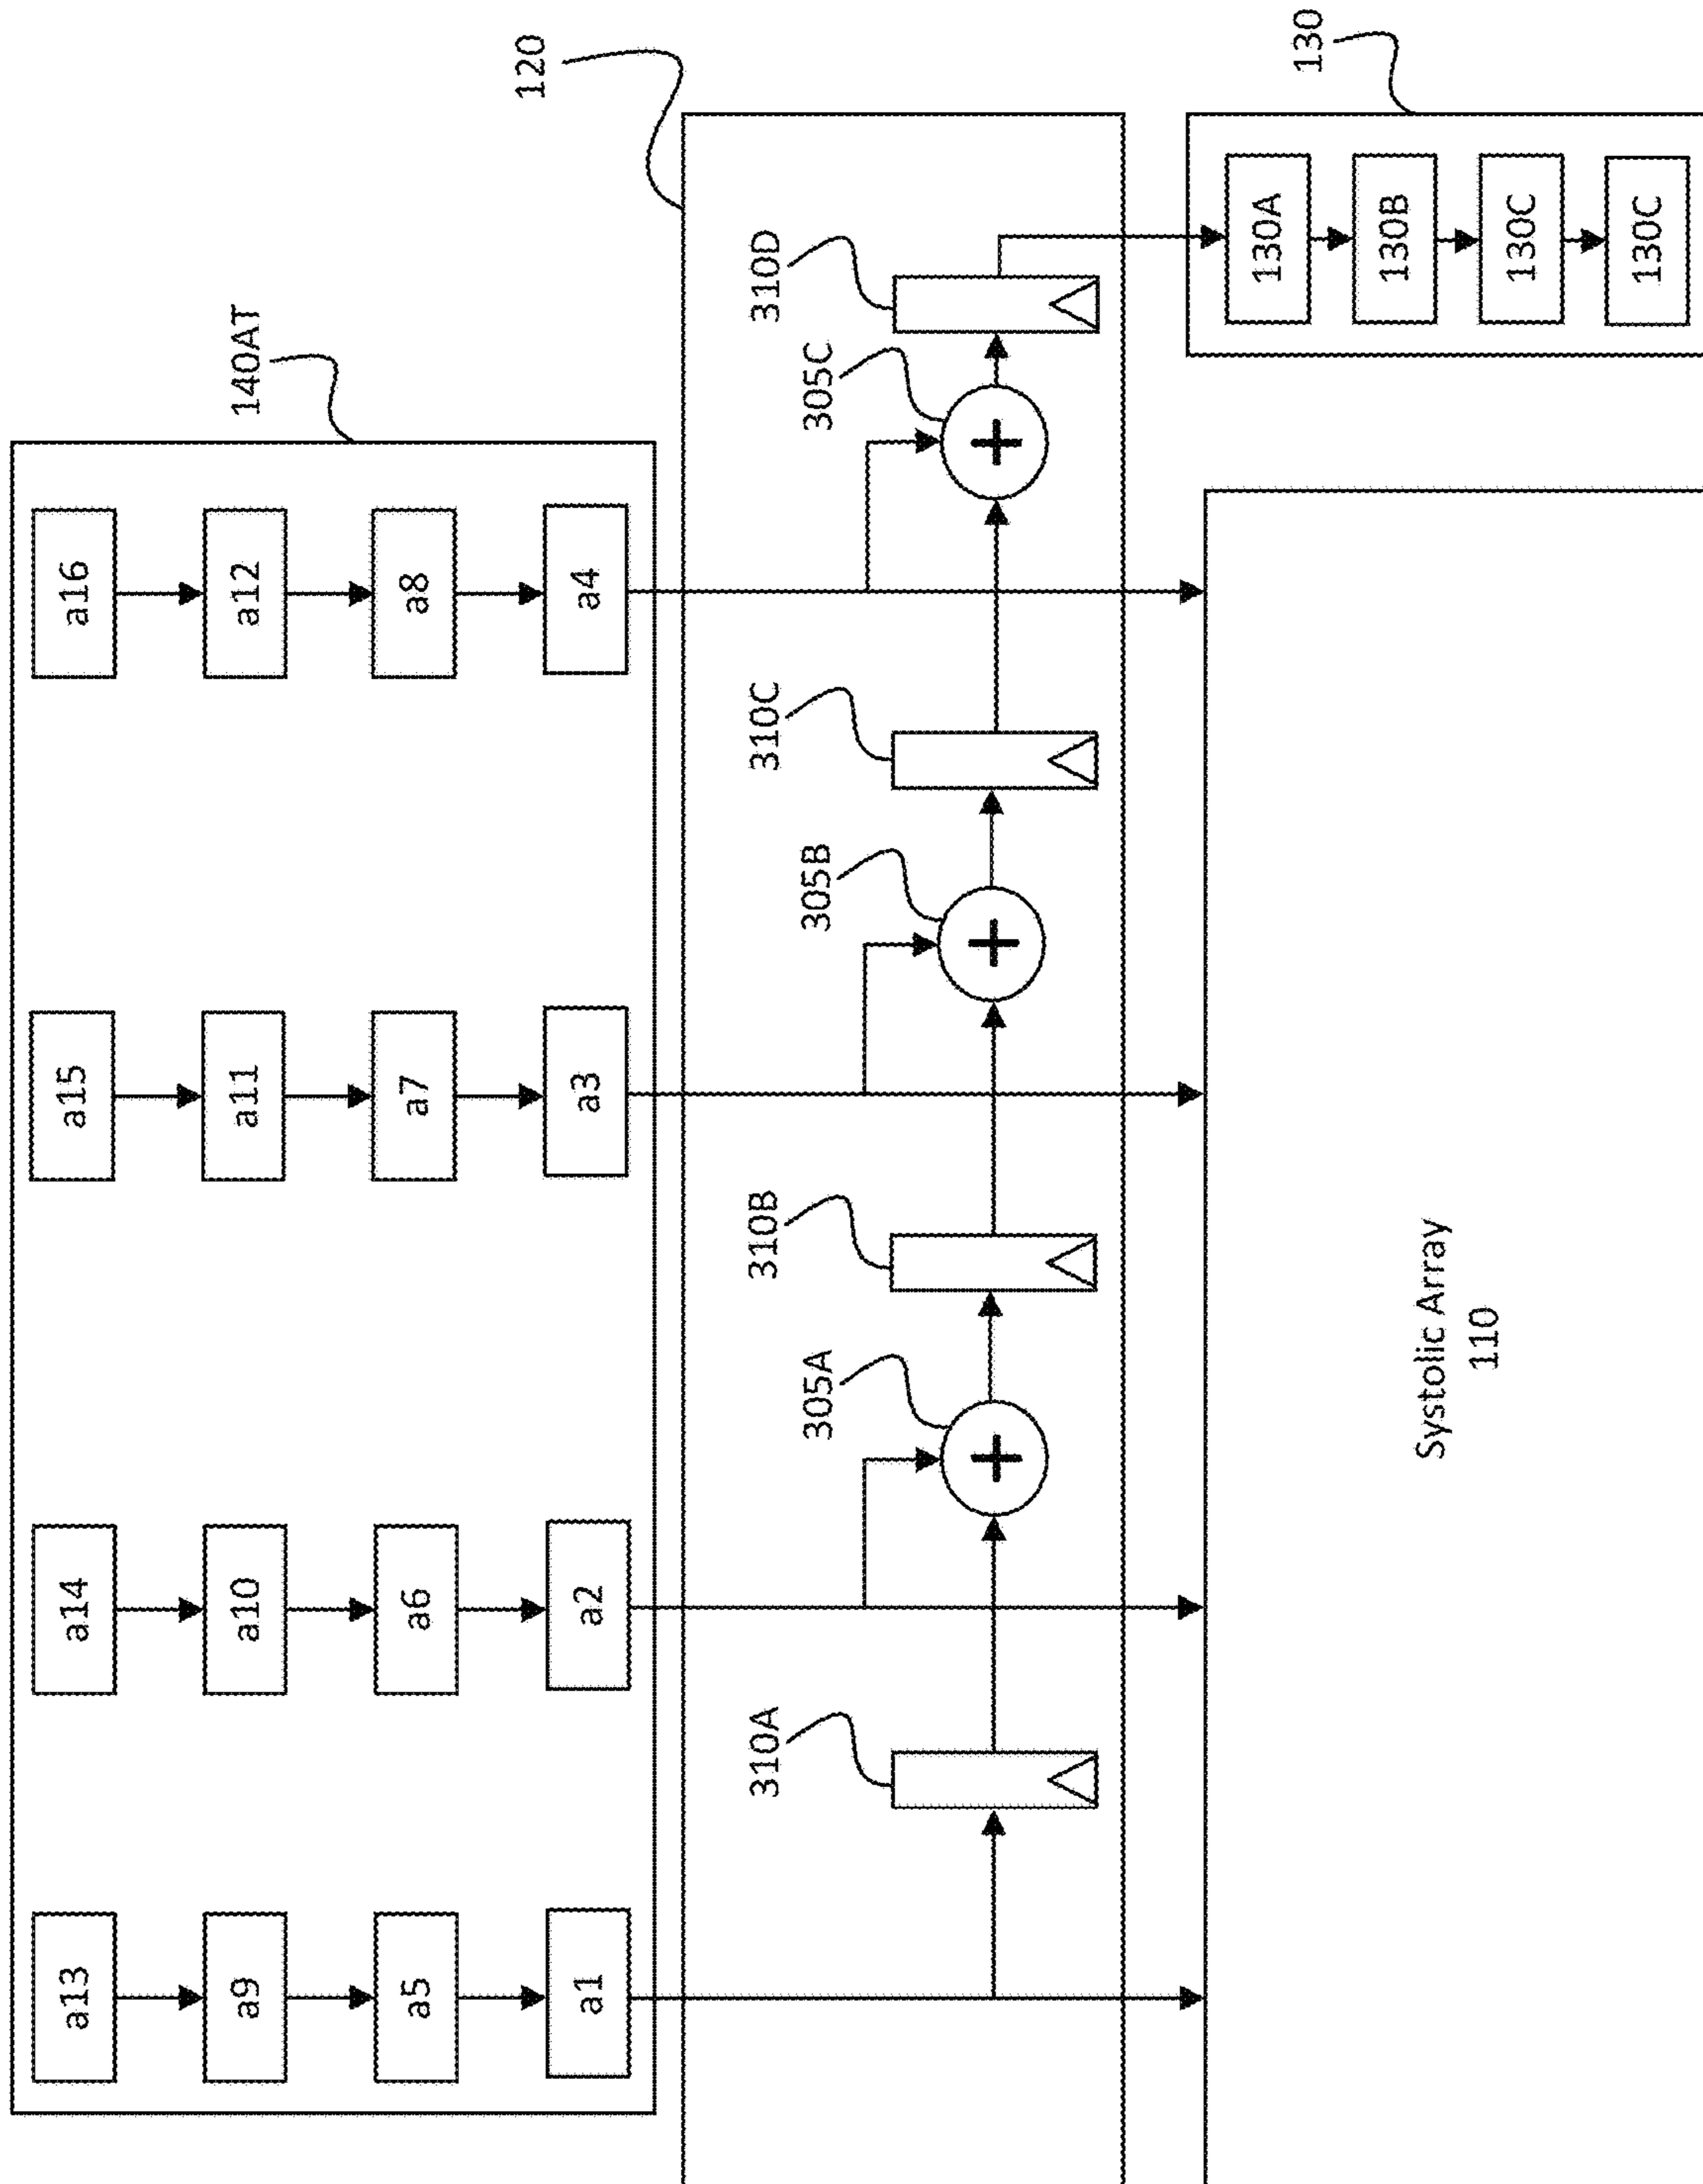 a13 a14 a15 a16
a9 a10 a11 a12
140AT
a5 a6 a7 a8
120
a1 a2 a3 a4
310A 310B 310C 310D
305A 305B 305C
130A
130
130B
Systolic Array
110
130C
130C